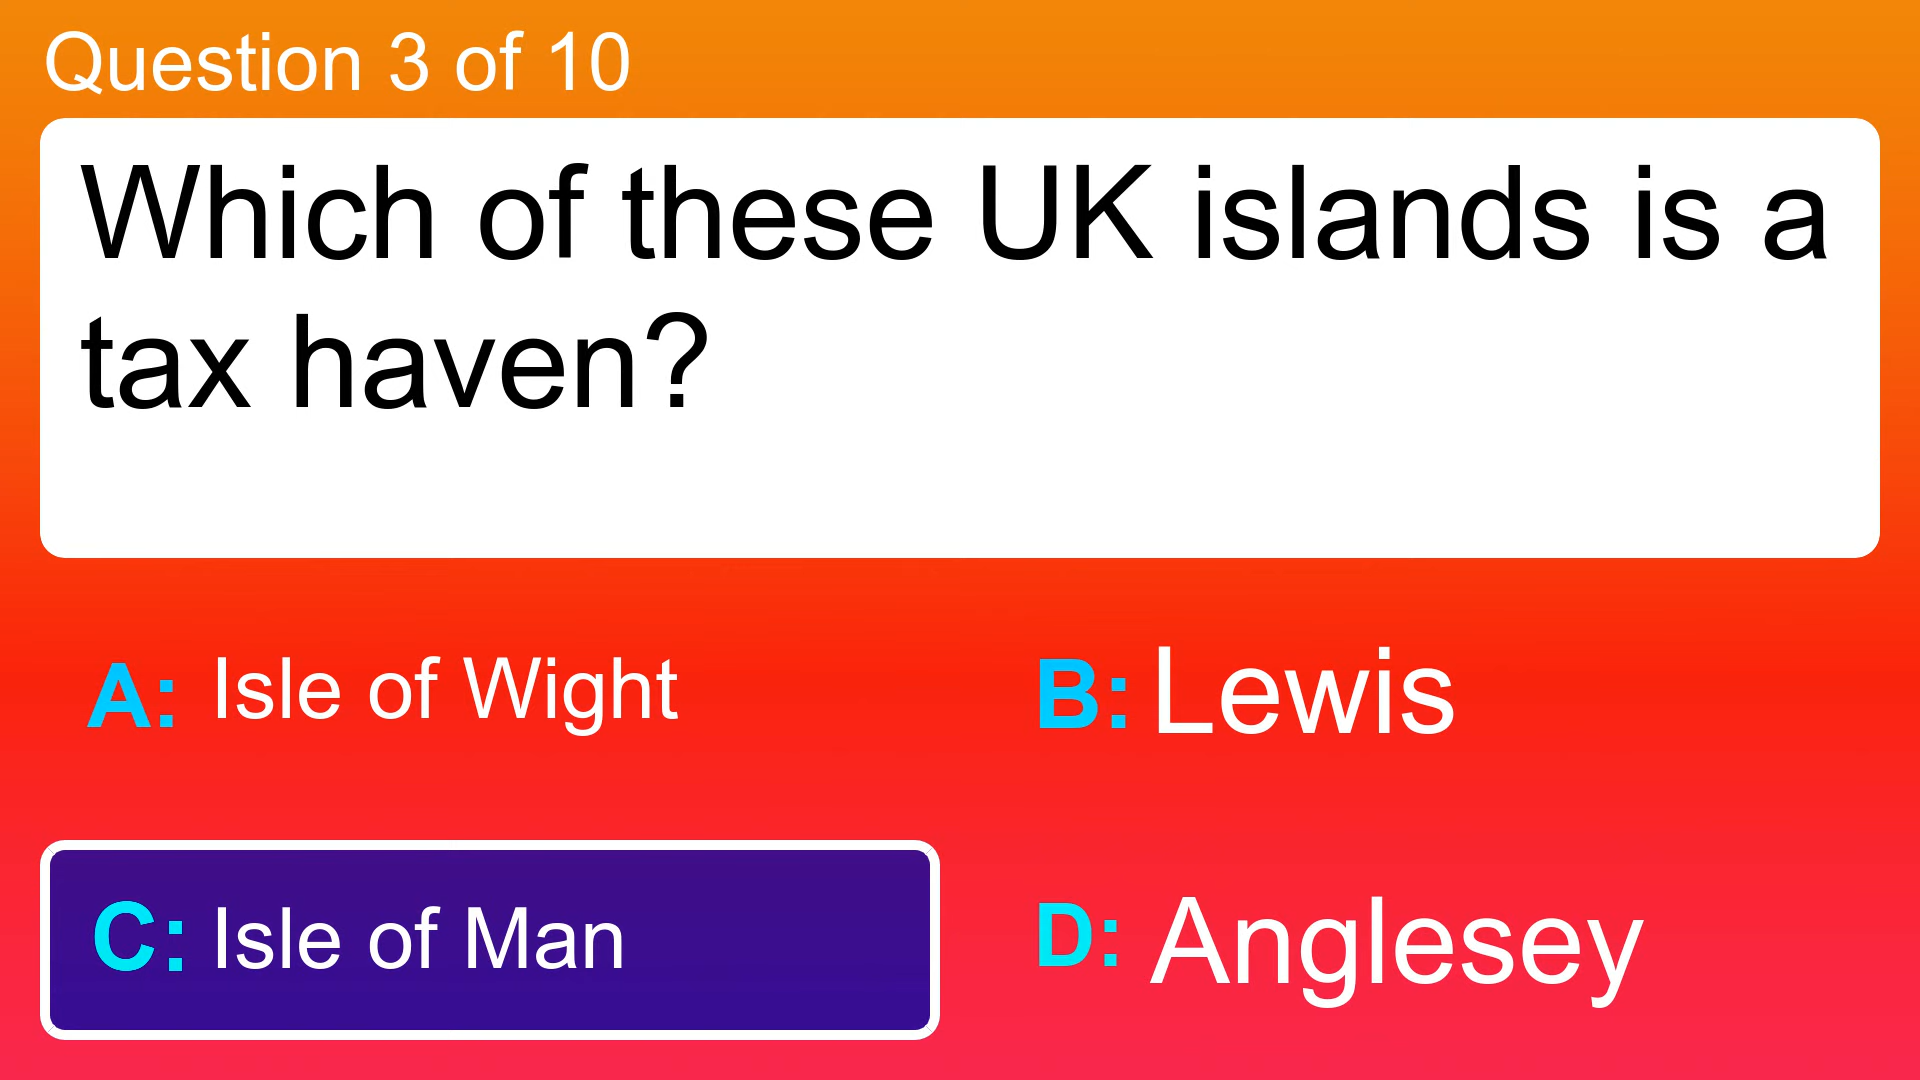 Question 3 of 10
Which of these UK islands is a
tax haven?
A: Isle of Wight
B: Lewis
C: Isle of Man
D: Anglesey